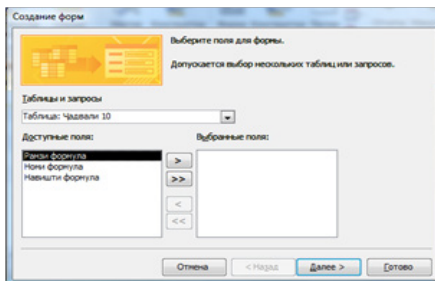 Создание форм
Выберите поля для формы.
Допускается выбор нескольких таблиц или запросов.
Таблицы и запросы
Таблица: Ҷадвали 10
Доступные поля:
Выбранные поля:
Рамзи формула
Номи формула
Навишти формула
>
>>
<
<<
Отмена
< Назад
Далее >
Готово